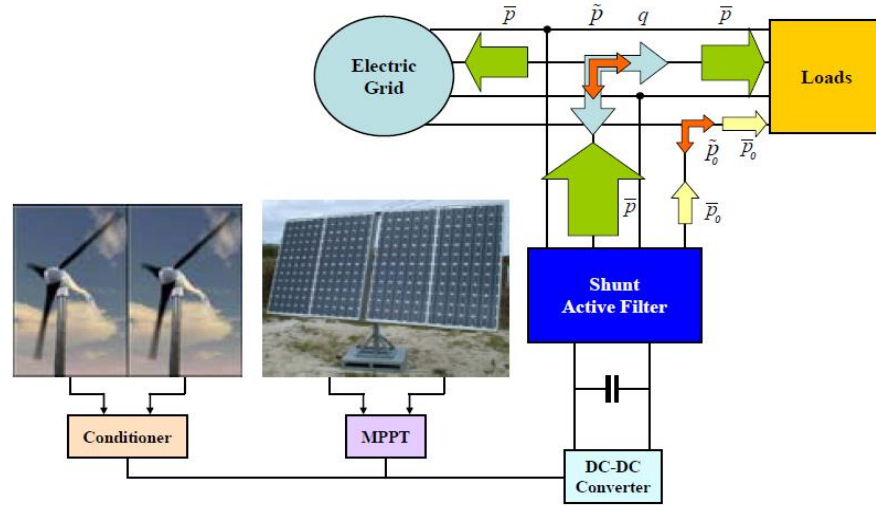 p̅ p̃ q p̅
Electric
Grid
Loads
p̃₀ p̅₀
p̅ p̅₀
Shunt
Active Filter
Conditioner
MPPT
DC-DC
Converter